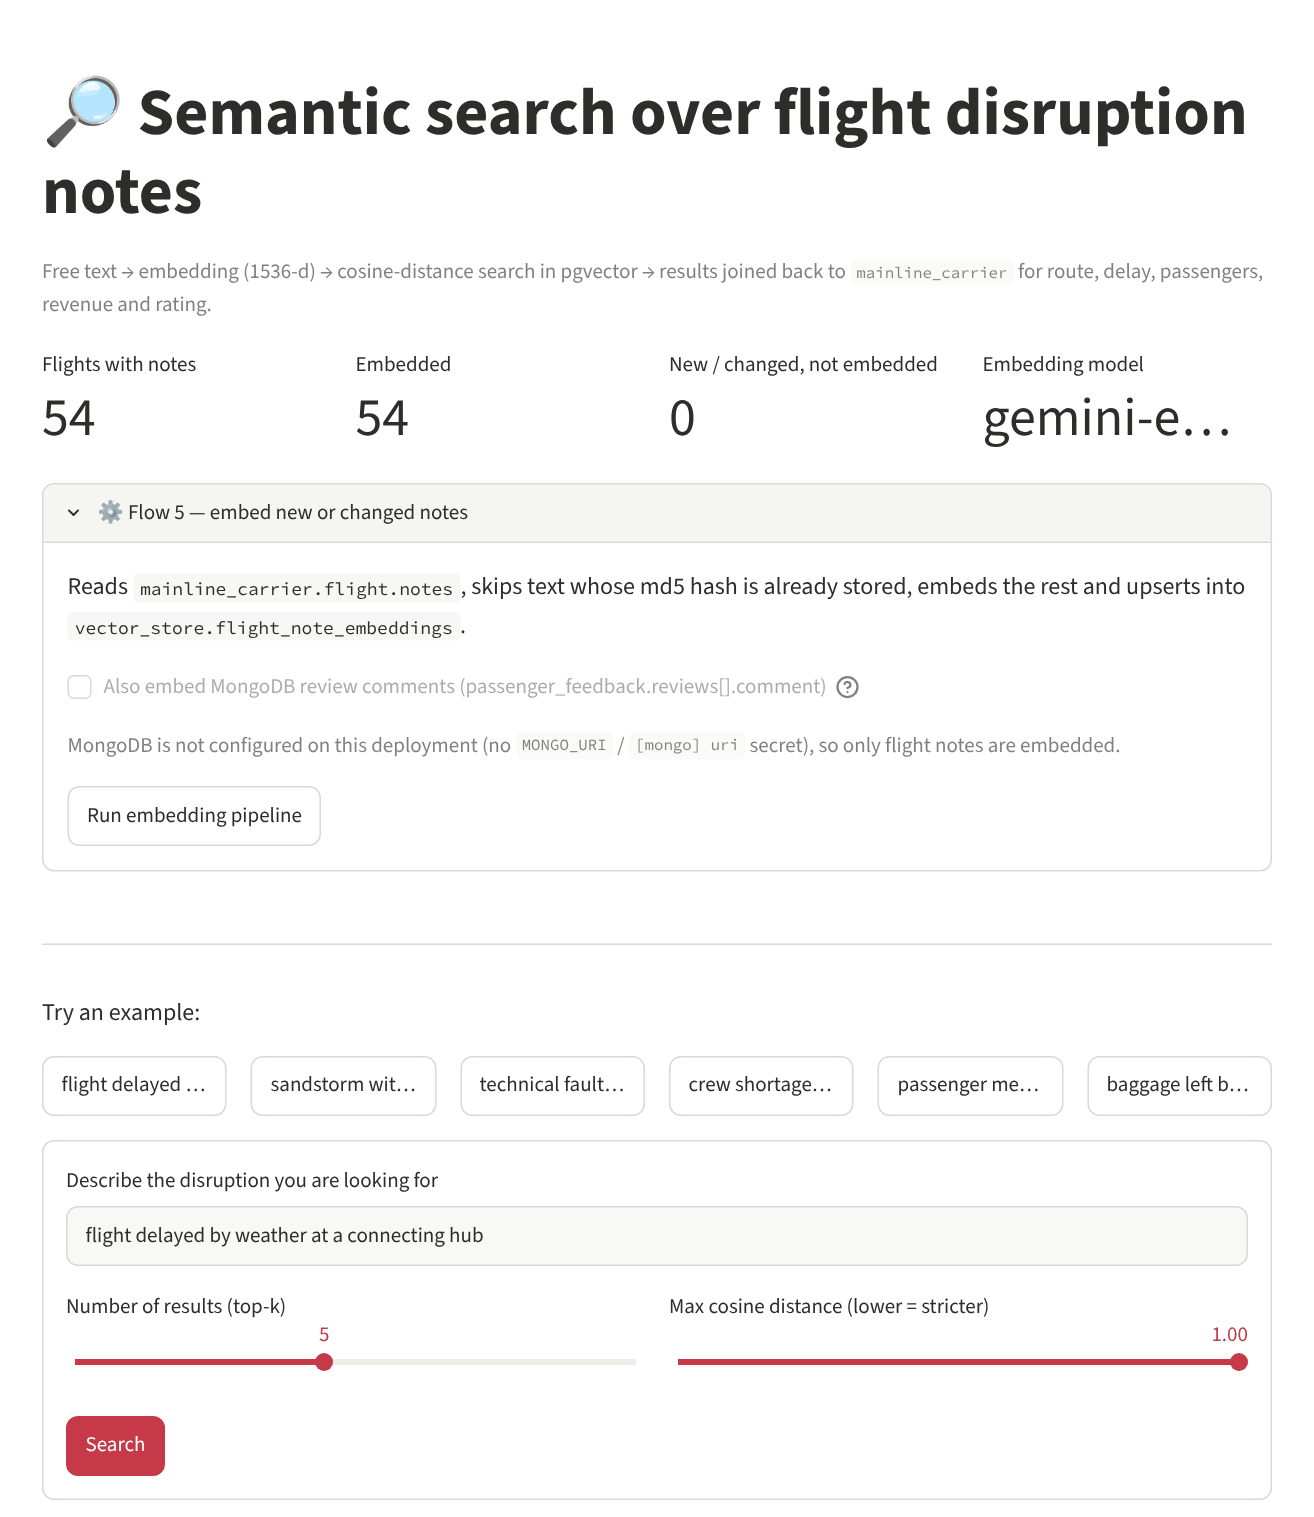 🔎 Semantic search over flight disruption
notes
Free text → embedding (1536-d) → cosine-distance search in pgvector → results joined back to mainline_carrier for route, delay, passengers,
revenue and rating.
Flights with notes
54
Embedded
54
New / changed, not embedded
0
Embedding model
gemini-e…
⚙️ Flow 5 — embed new or changed notes
Reads mainline_carrier.flight.notes, skips text whose md5 hash is already stored, embeds the rest and upserts into
vector_store.flight_note_embeddings.
Also embed MongoDB review comments (passenger_feedback.reviews[].comment)
MongoDB is not configured on this deployment (no MONGO_URI / [mongo] uri secret), so only flight notes are embedded.
Run embedding pipeline
Try an example:
flight delayed …
sandstorm wit…
technical fault…
crew shortage…
passenger me…
baggage left b…
Describe the disruption you are looking for
flight delayed by weather at a connecting hub
Number of results (top-k)
5
Max cosine distance (lower = stricter)
1.00
Search